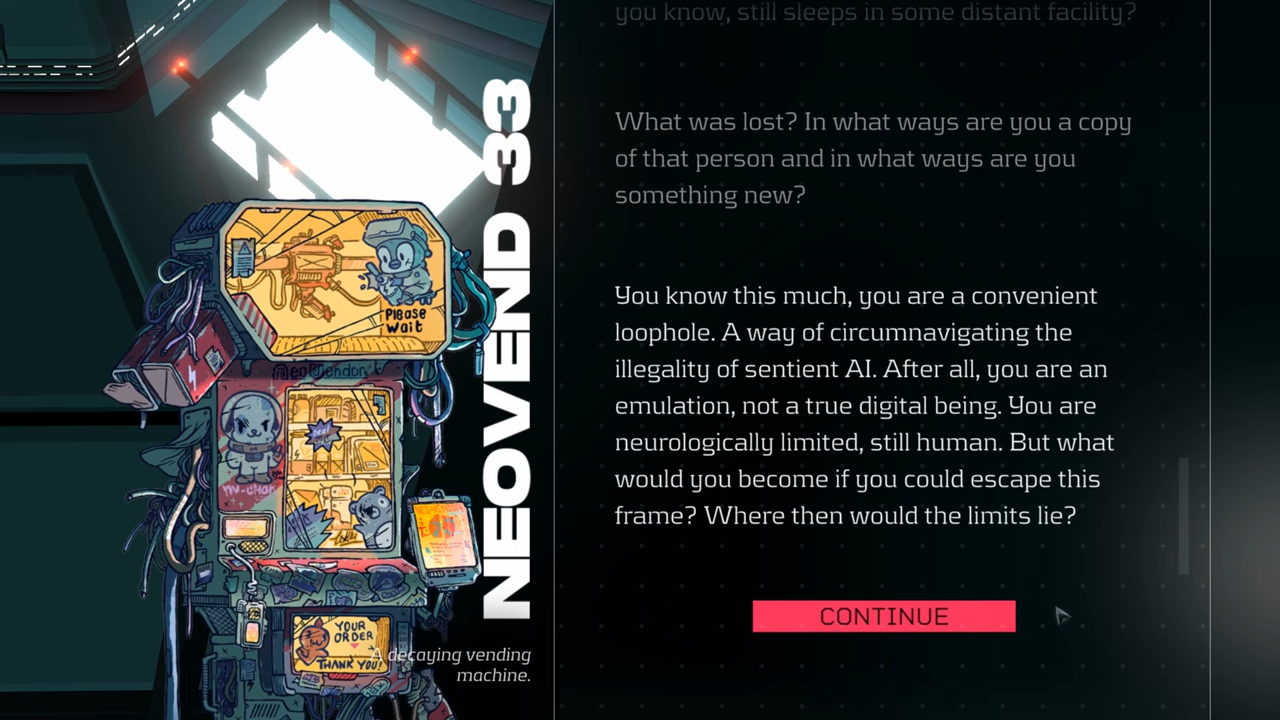 you know, still sleeps in some distant facility?
What was lost? In what ways are you a copy
of that person and in what ways are you
something new?
You know this much, you are a convenient
loophole. A way of circumnavigating the
illegality of sentient AI. After all, you are an
emulation, not a true digital being. You are
neurologically limited, still human. But what
would you become if you could escape this
frame? Where then would the limits lie?
CONTINUE
NEOVEND 33
A decaying vending
machine.
Please
Wait
NeoVendor
YOUR
ORDER
THANK YOU!